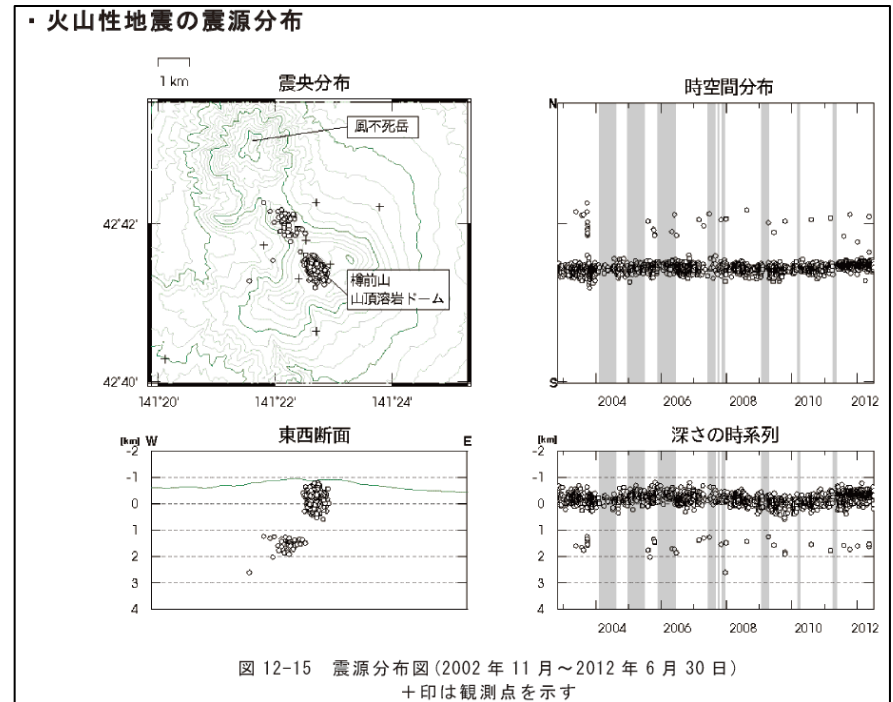 ・火山性地震の震源分布
1 km
震央分布
風不死岳
樽前山
山頂溶岩ドーム
42°42'
42°40'
141°20'
141°22'
141°24'
時空間分布
N
S
2004
2006
2008
2010
2012
東西断面
[km] W
E
-2
-1
0
1
2
3
4
深さの時系列
[km]
-2
-1
0
1
2
3
4
2004
2006
2008
2010
2012
図 12-15 震源分布図(2002 年 11 月～2012 年 6 月 30 日)
＋印は観測点を示す